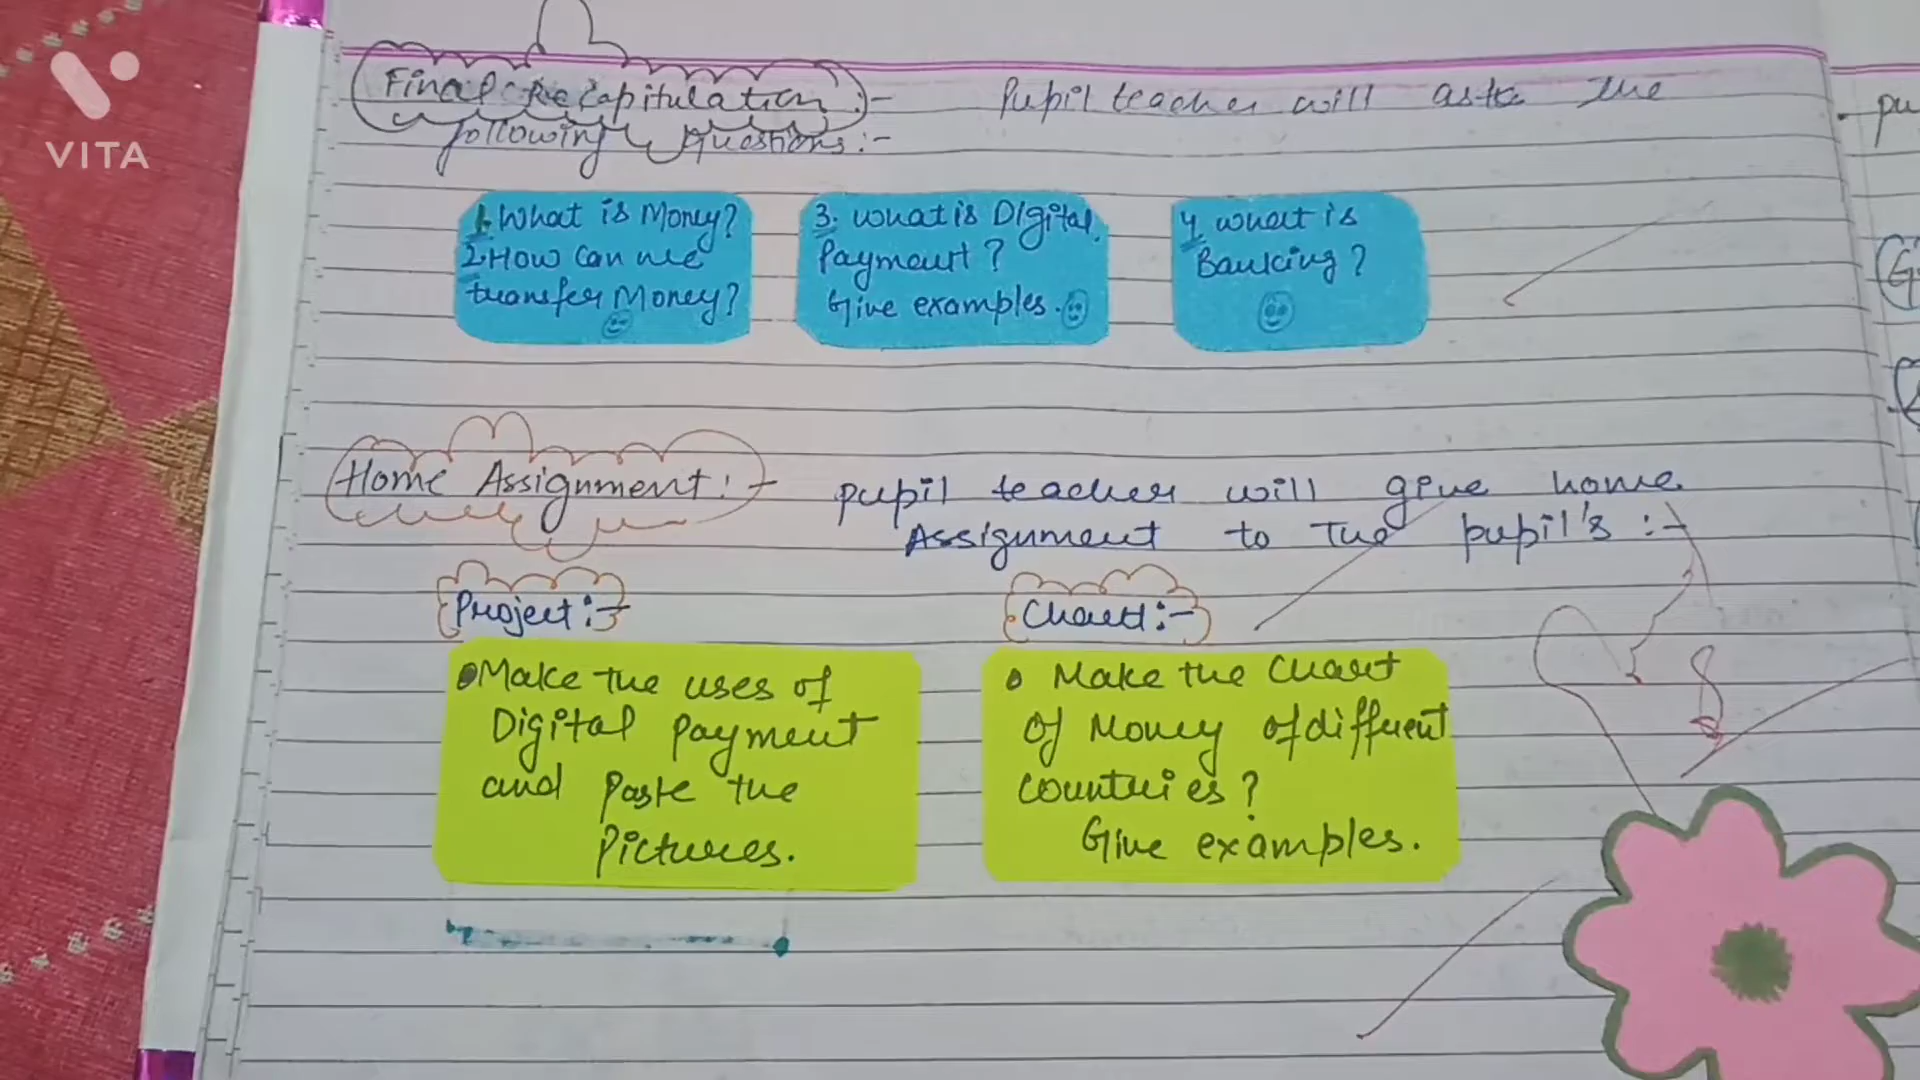 VITA
Final Recapitulation :- Pupil teacher will ask the
following Questions:-
1. What is Money?
2. How can we
transfer Money?
3. What is Digital
Payment?
Give examples.
4. what is
Banking?
Home Assignment:- pupil teacher will give home
Assignment to The pupil's :-
Project:-
Make the uses of
Digital Payment
and Paste the
Pictures.
Chart:-
Make the Chart
Of Money of different
countries?
Give examples.